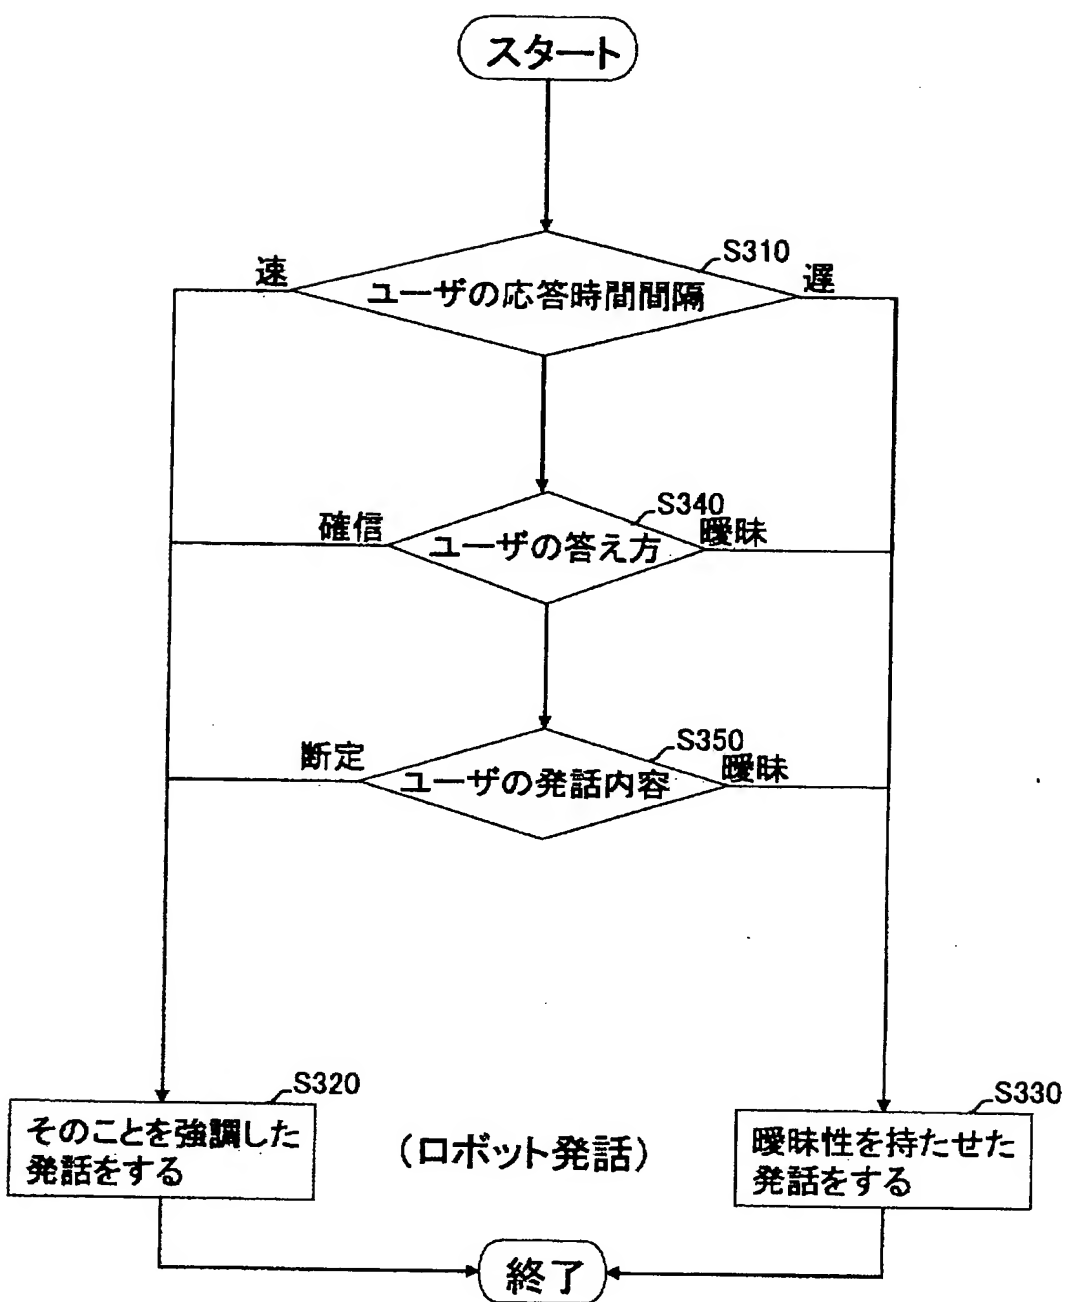 スタート
S310
速
遅
ユーザの応答時間間隔
S340
確信
曖昧
ユーザの答え方
S350
断定
曖昧
ユーザの発話内容
S320
S330
そのことを強調した
発話をする
(ロボット発話)
曖昧性を持たせた
発話をする
終了